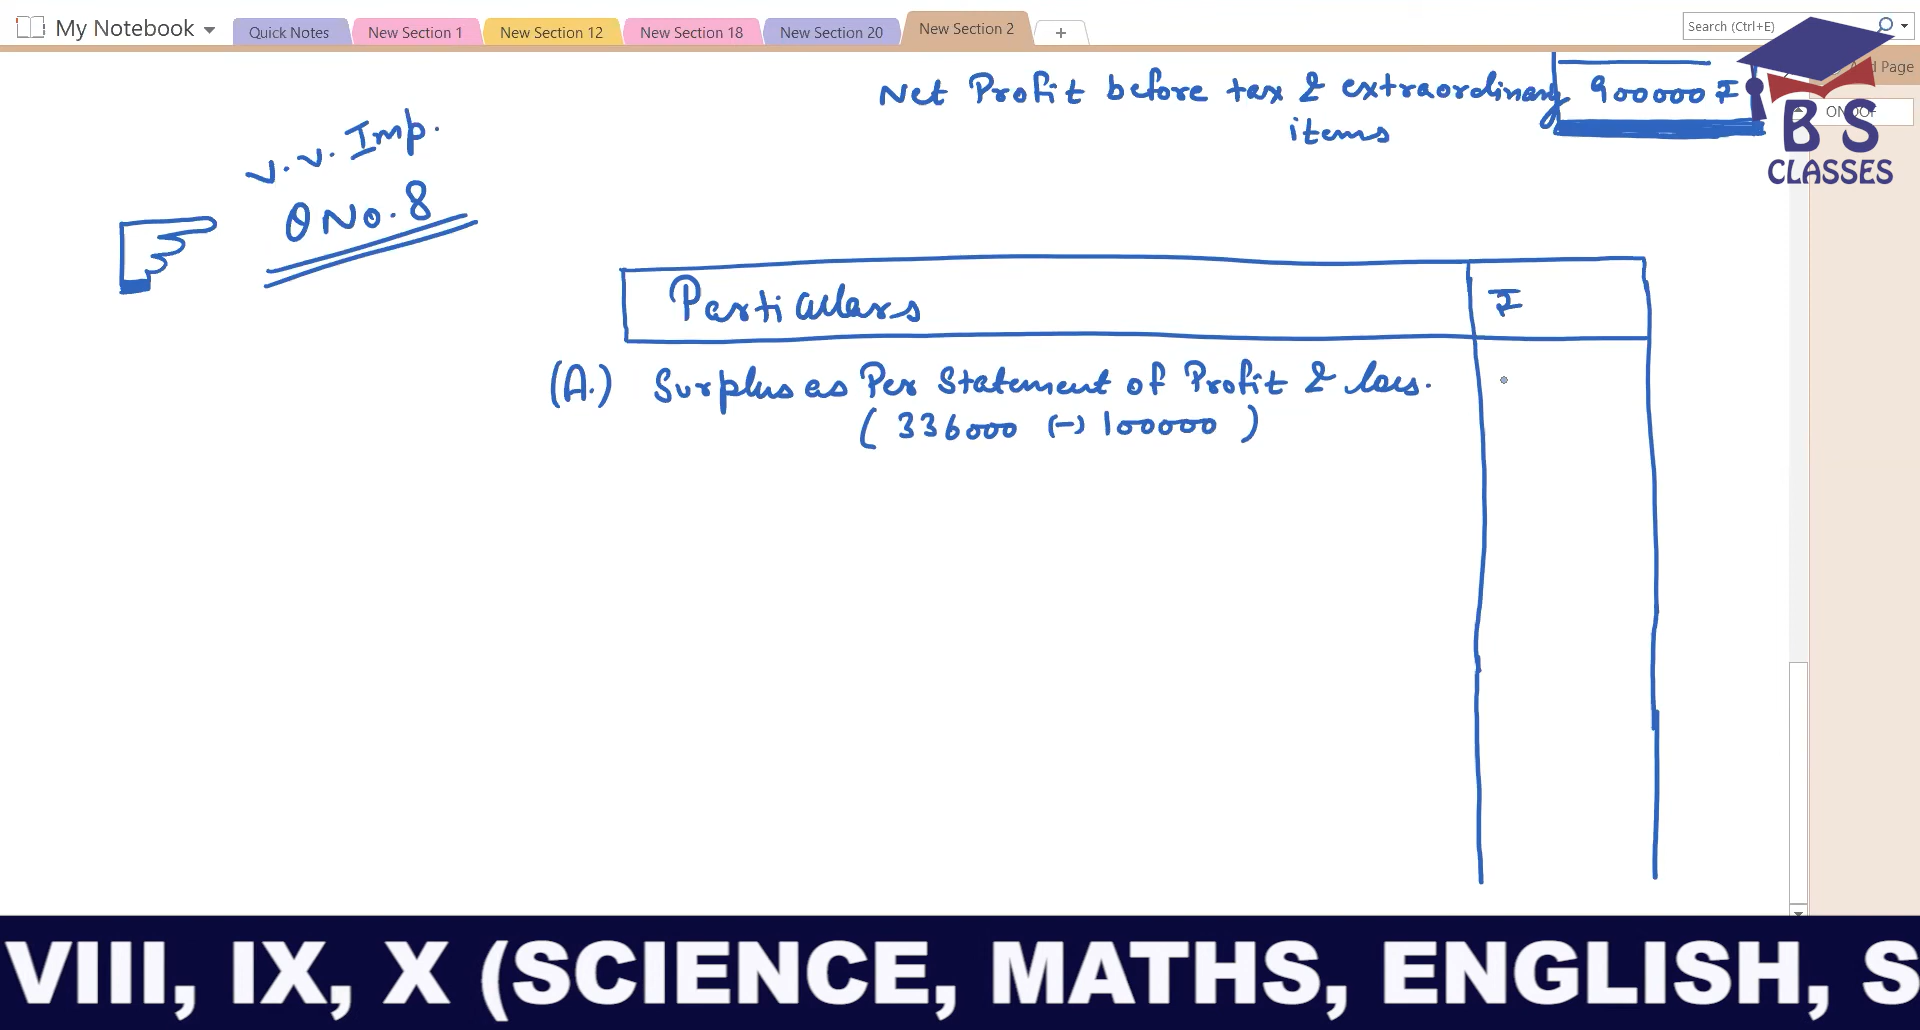 My Notebook
Quick Notes
New Section 1
New Section 12
New Section 18
New Section 20
New Section 2
+
Search (Ctrl+E)
Page
B S
CLASSES
Net Profit before tax & extraordinary 900000 ₹
items
V.V. Imp.
Q No. 8
Particulars ₹
(A.) Surplus as Per Statement of Profit & loss.
(336000 (-) 100000)
VIII, IX, X (SCIENCE, MATHS, ENGLISH, S